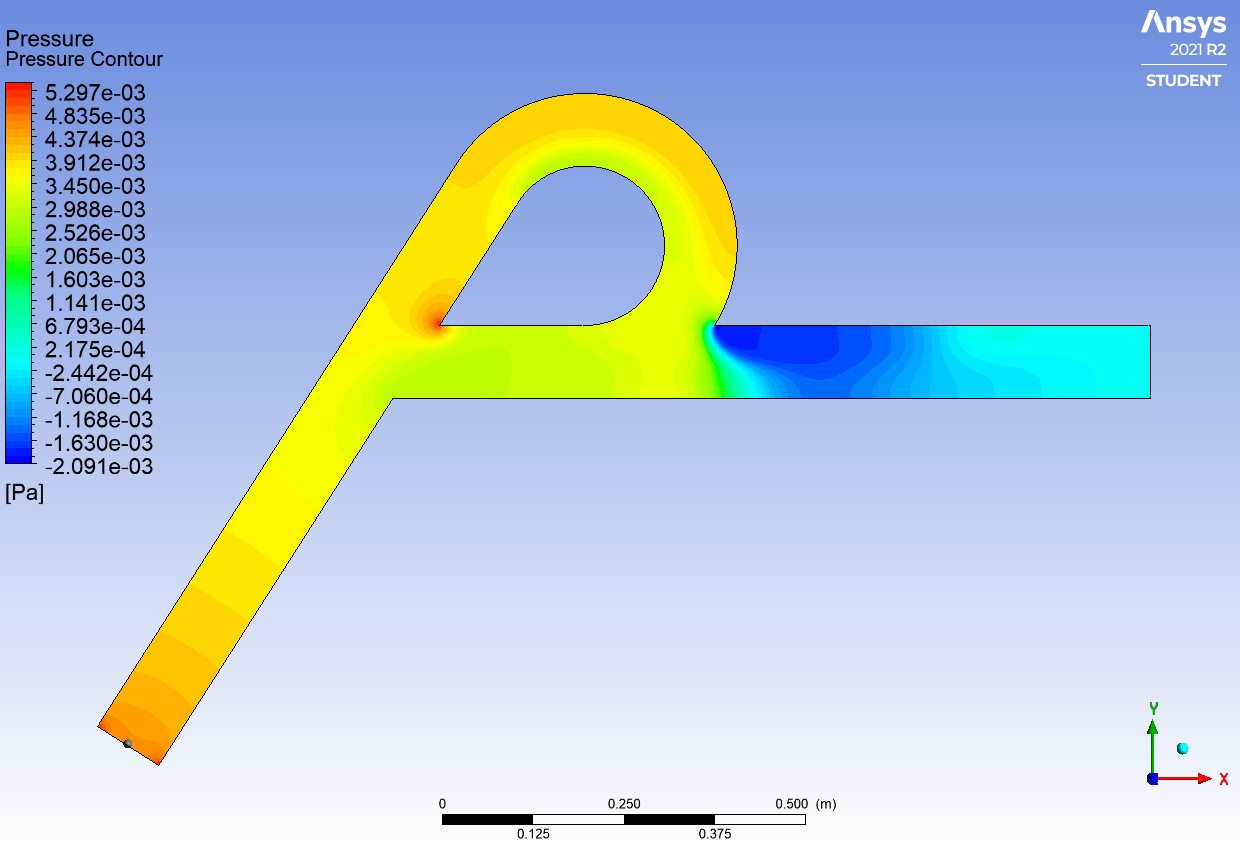 Pressure
Pressure Contour
5.297e-03
4.835e-03
4.374e-03
3.912e-03
3.450e-03
2.988e-03
2.526e-03
2.065e-03
1.603e-03
1.141e-03
6.793e-04
2.175e-04
-2.442e-04
-7.060e-04
-1.168e-03
-1.630e-03
-2.091e-03
[Pa]
Ansys
2021 R2
STUDENT
0 0.250 0.500 (m)
0.125 0.375
Y
X